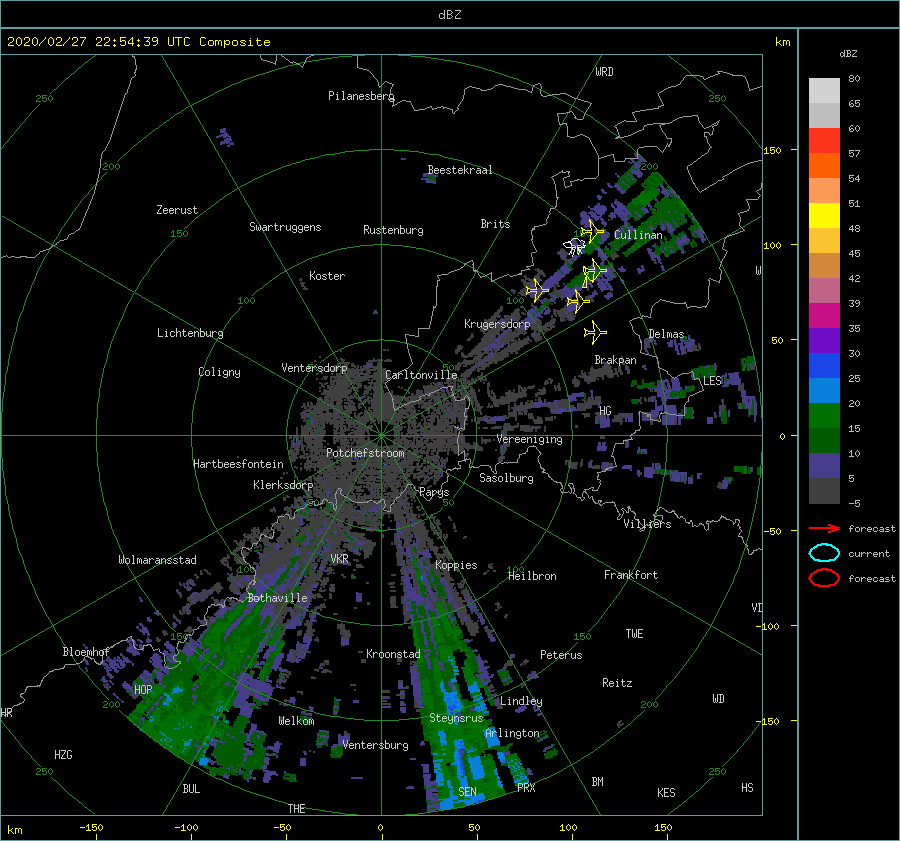 dBZ
2020/02/27 22:54:39 UTC Composite
km
dBZ
WRD
Pilanesberg
250
250
80
65
60
57
54
51
48
45
42
39
35
30
25
20
15
10
5
-5
150
200
200
Beestekraal
Zeerust
Swartruggens
Rustenburg
Brits
150
Cullinan
100
Koster
100
100
Krugersdorp
Lichtenburg
Delmas
50
Brakpan
Ventersdorp
Coligny
Carltonville
LES
HG
0
Vereeniging
Potchefstroom
Hartbeesfontein
Klerksdorp
Sasolburg
Parys
50
50
Villiers
forecast
-50
current
forecast
Wolmaransstad
VKR
Koppies
100
100
Heilbron
Frankfort
Bothaville
VD
-100
150
150
TWE
Bloemhof
Kroonstad
Peterus
HOP
Reitz
WD
200
200
Lindley
HR
Steynsrus
Welkom
-150
Arlington
Ventersburg
HZG
250
250
BUL
SEN
PRX
BM
KES
HS
THE
km
-150
-100
-50
0
50
100
150